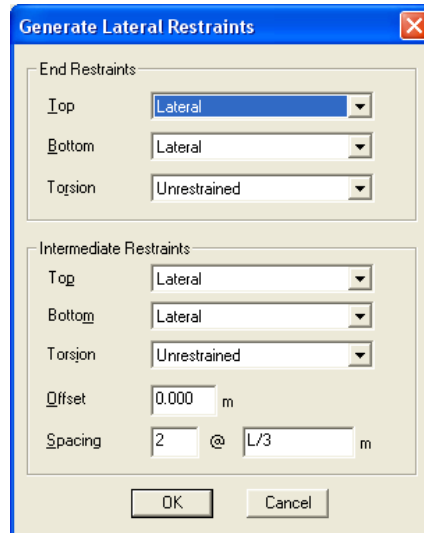 Generate Lateral Restraints
End Restraints
Top Lateral
Bottom Lateral
Torsion Unrestrained
Intermediate Restraints
Top Lateral
Bottom Lateral
Torsion Unrestrained
Offset 0.000 m
Spacing 2 @ L/3 m
OK Cancel